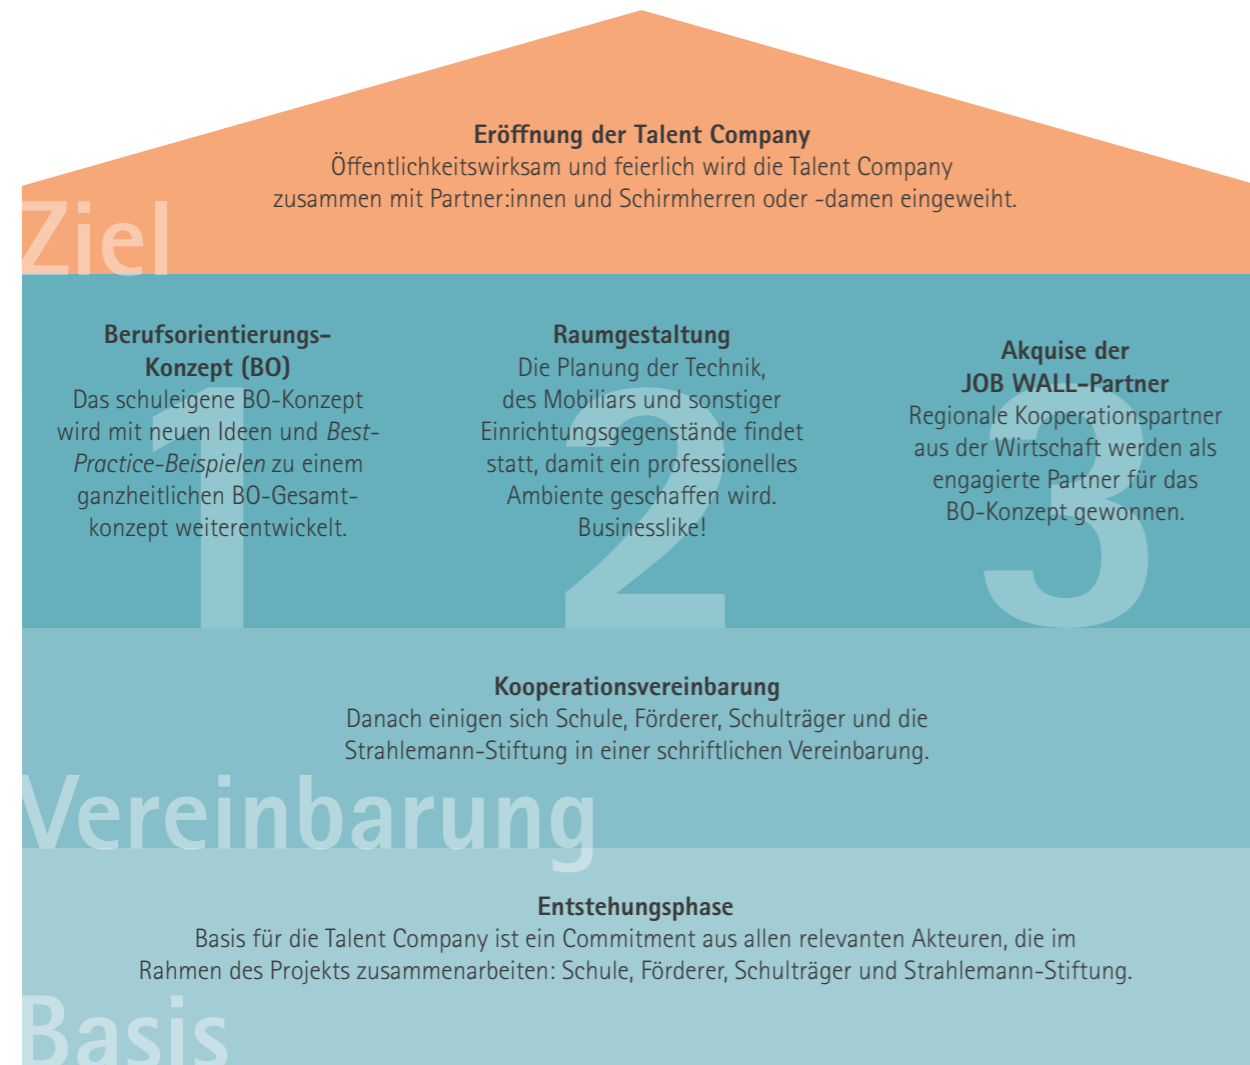 Eröffnung der Talent Company
Öffentlichkeitswirksam und feierlich wird die Talent Company
zusammen mit Partner:innen und Schirmherren oder -damen eingeweiht.
Ziel
Berufsorientierungs-
Konzept (BO)
Das schuleigene BO-Konzept
wird mit neuen Ideen und Best-
Practice-Beispielen zu einem
ganzheitlichen BO-Gesamt-
konzept weiterentwickelt.
1
Raumgestaltung
Die Planung der Technik,
des Mobiliars und sonstiger
Einrichtungsgegenstände findet
statt, damit ein professionelles
Ambiente geschaffen wird.
Businesslike!
2
Akquise der
JOB WALL-Partner
Regionale Kooperationspartner
aus der Wirtschaft werden als
engagierte Partner für das
BO-Konzept gewonnen.
3
Kooperationsvereinbarung
Danach einigen sich Schule, Förderer, Schulträger und die
Strahlemann-Stiftung in einer schriftlichen Vereinbarung.
Vereinbarung
Entstehungsphase
Basis für die Talent Company ist ein Commitment aus allen relevanten Akteuren, die im
Rahmen des Projekts zusammenarbeiten: Schule, Förderer, Schulträger und Strahlemann-Stiftung.
Basis